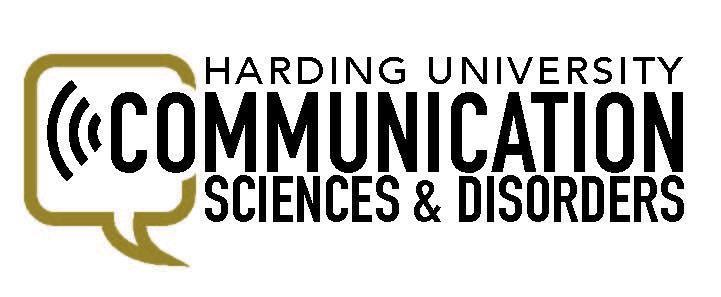 HARDING UNIVERSITY
COMMUNICATION
SCIENCES & DISORDERS